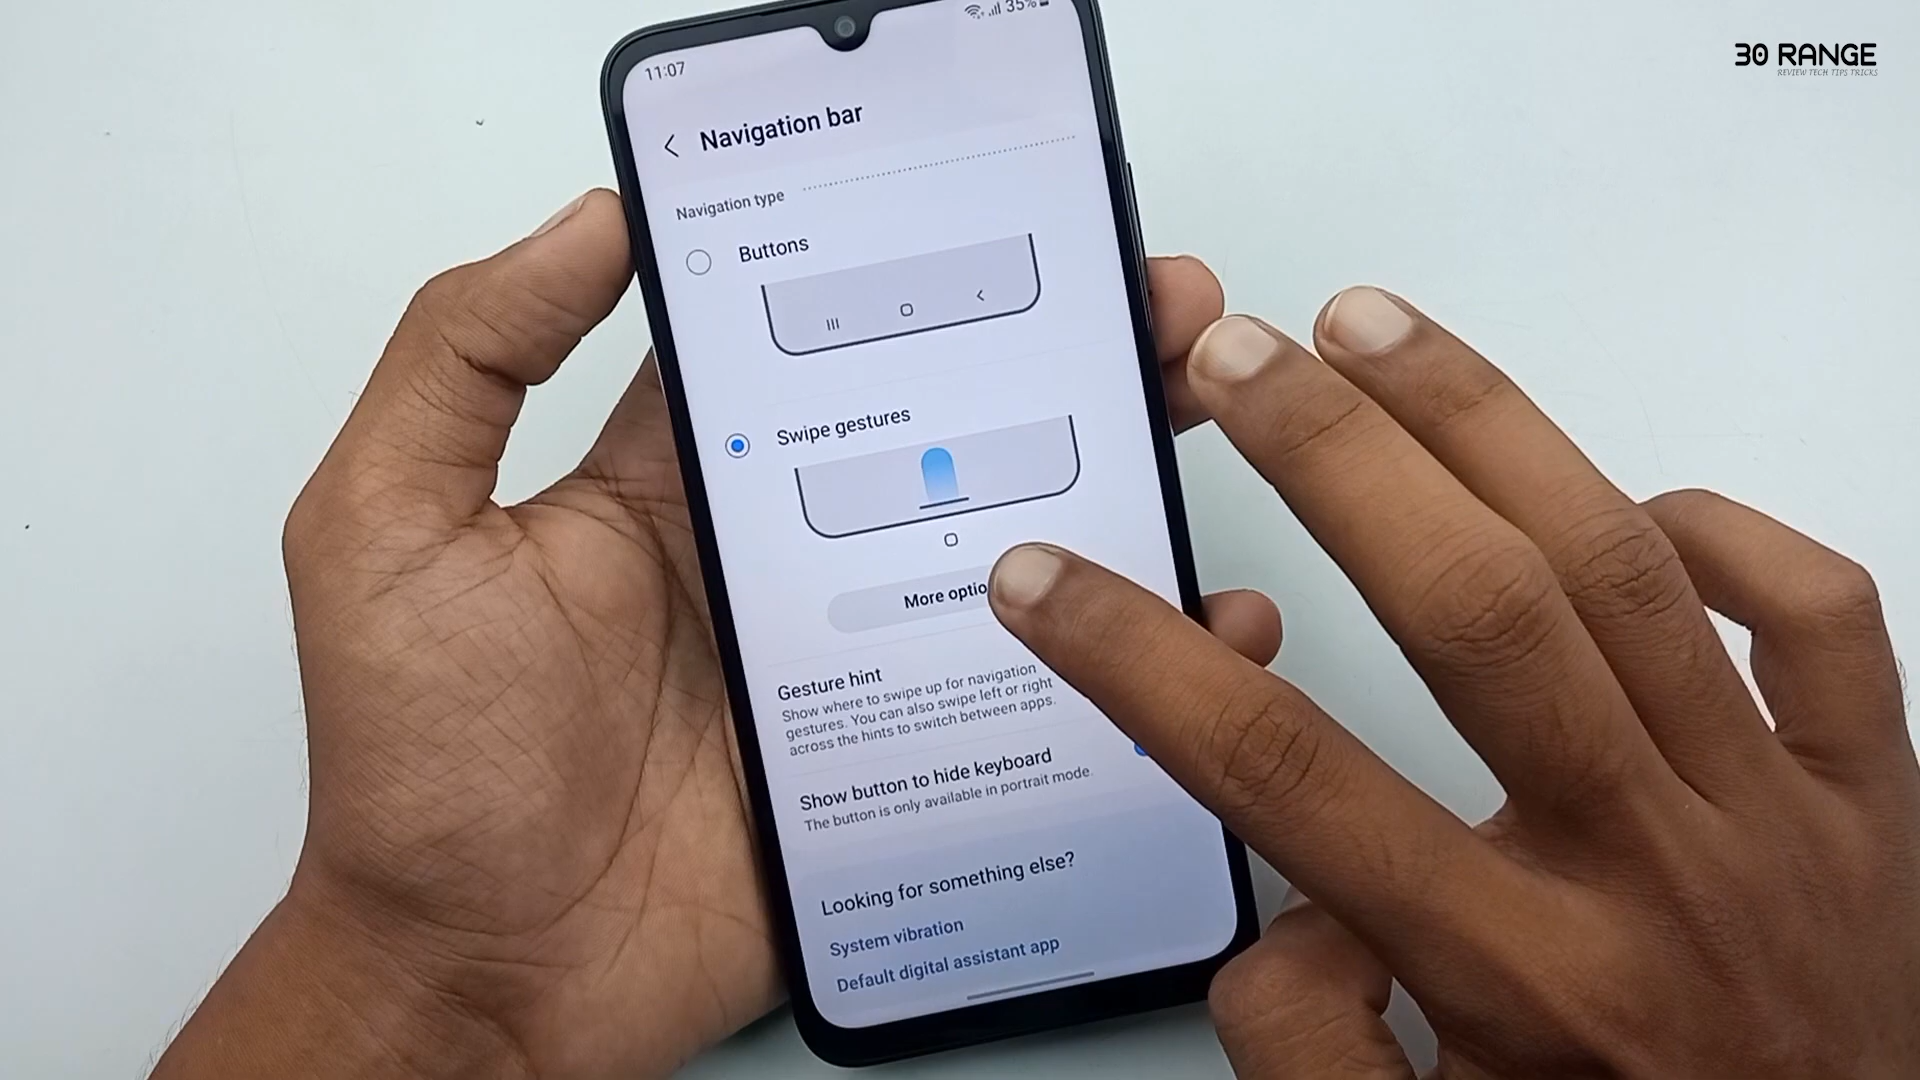 30 RANGE
REVIEW TECH TIPS TRICKS
35%
11:07
Navigation bar
Navigation type
Buttons
Swipe gestures
More optio
Gesture hint
Show where to swipe up for navigation
gestures. You can also swipe left or right
across the hints to switch between apps.
Show button to hide keyboard
The button is only available in portrait mode.
Looking for something else?
System vibration
Default digital assistant app